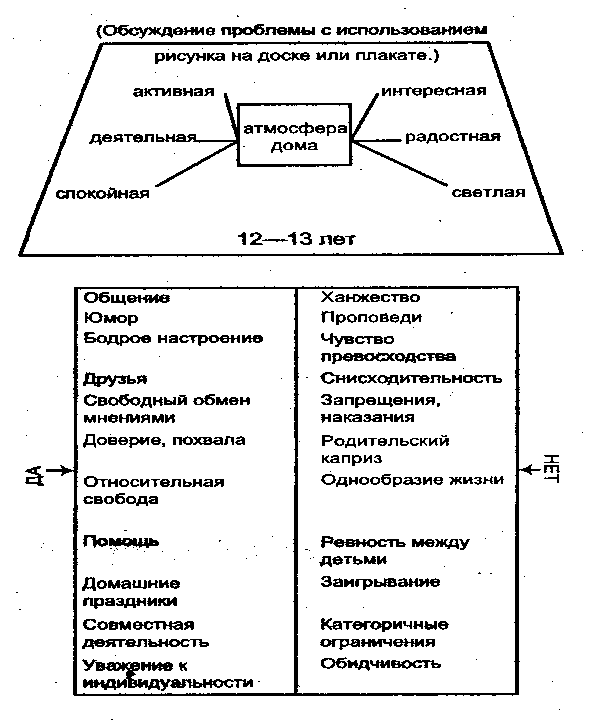 (Обсуждение проблемы с использованием
рисунка на доске или плакате.)
активная
интересная
деятельная
атмосфера
дома
радостная
спокойная
светлая
12—13 лет
ДА
Общение
Юмор
Бодрое настроение
Друзья
Свободный обмен
мнениями
Доверие, похвала
Относительная
свобода
Помощь
Домашние
праздники
Совместная
деятельность
Уважение к
индивидуальности
Ханжество
Проповеди
Чувство
превосходства
Снисходительность
Запрещения,
наказания
Родительский
каприз
Однообразие жизни
Ревность между
детьми
Заигрывание
Категоричные
ограничения
Обидчивость
НЕТ